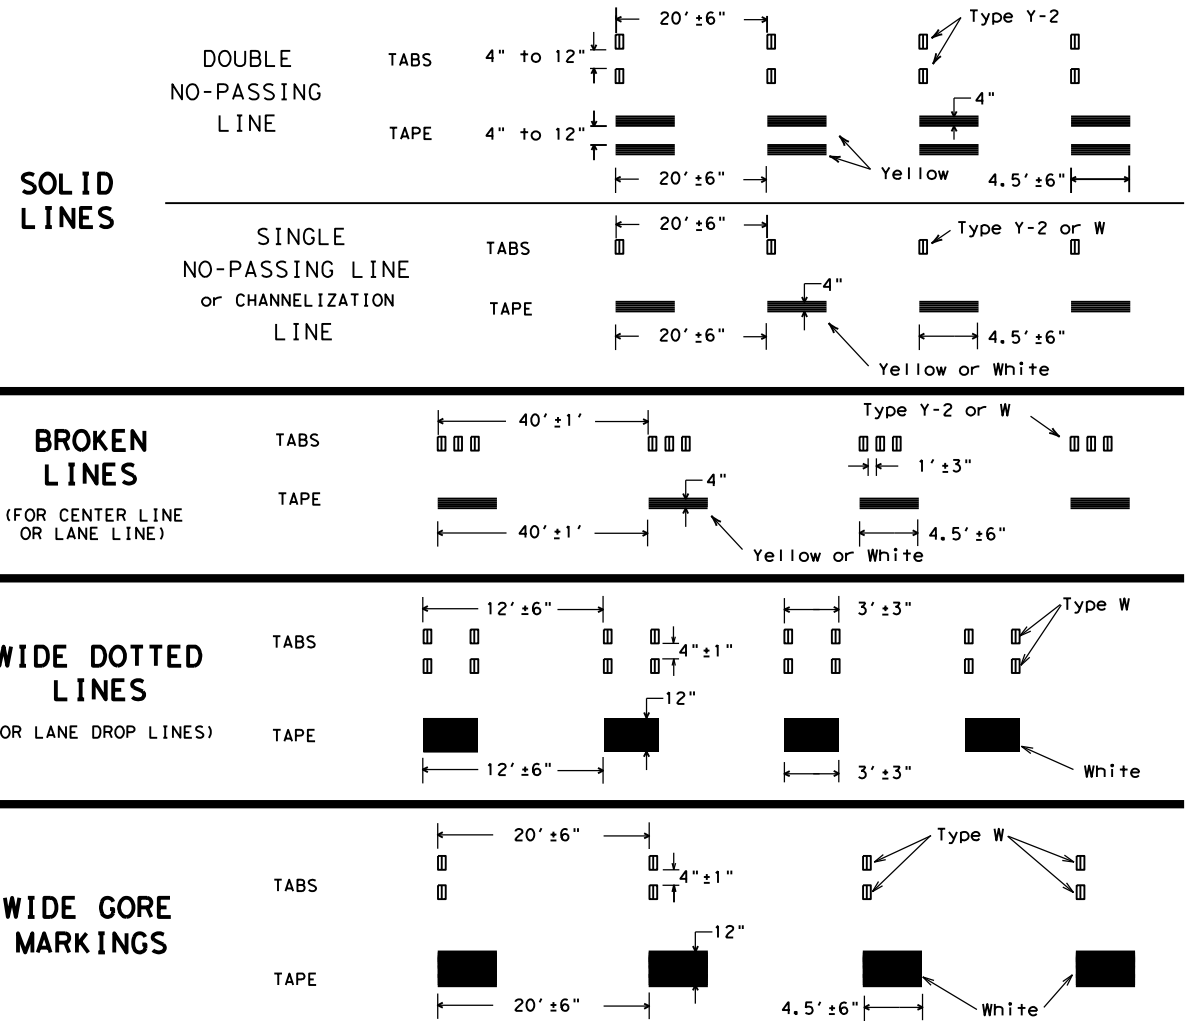 SOLID
LINES
DOUBLE
NO-PASSING
LINE
TABS
4" to 12"
20'±6"
Type Y-2
TAPE
4" to 12"
4"
Yellow
20'±6"
4.5'±6"
SINGLE
NO-PASSING LINE
or CHANNELIZATION
LINE
TABS
20'±6"
Type Y-2 or W
TAPE
4"
20'±6"
4.5'±6"
Yellow or White
BROKEN
LINES
(FOR CENTER LINE
OR LANE LINE)
TABS
40'±1'
Type Y-2 or W
1'±3"
TAPE
4"
40'±1'
4.5'±6"
Yellow or White
WIDE DOTTED
LINES
OR LANE DROP LINES)
TABS
12'±6"
3'±3"
Type W
4"±1"
TAPE
12"
12'±6"
3'±3"
White
WIDE GORE
MARKINGS
TABS
20'±6"
Type W
4"±1"
TAPE
12"
20'±6"
4.5'±6"
White